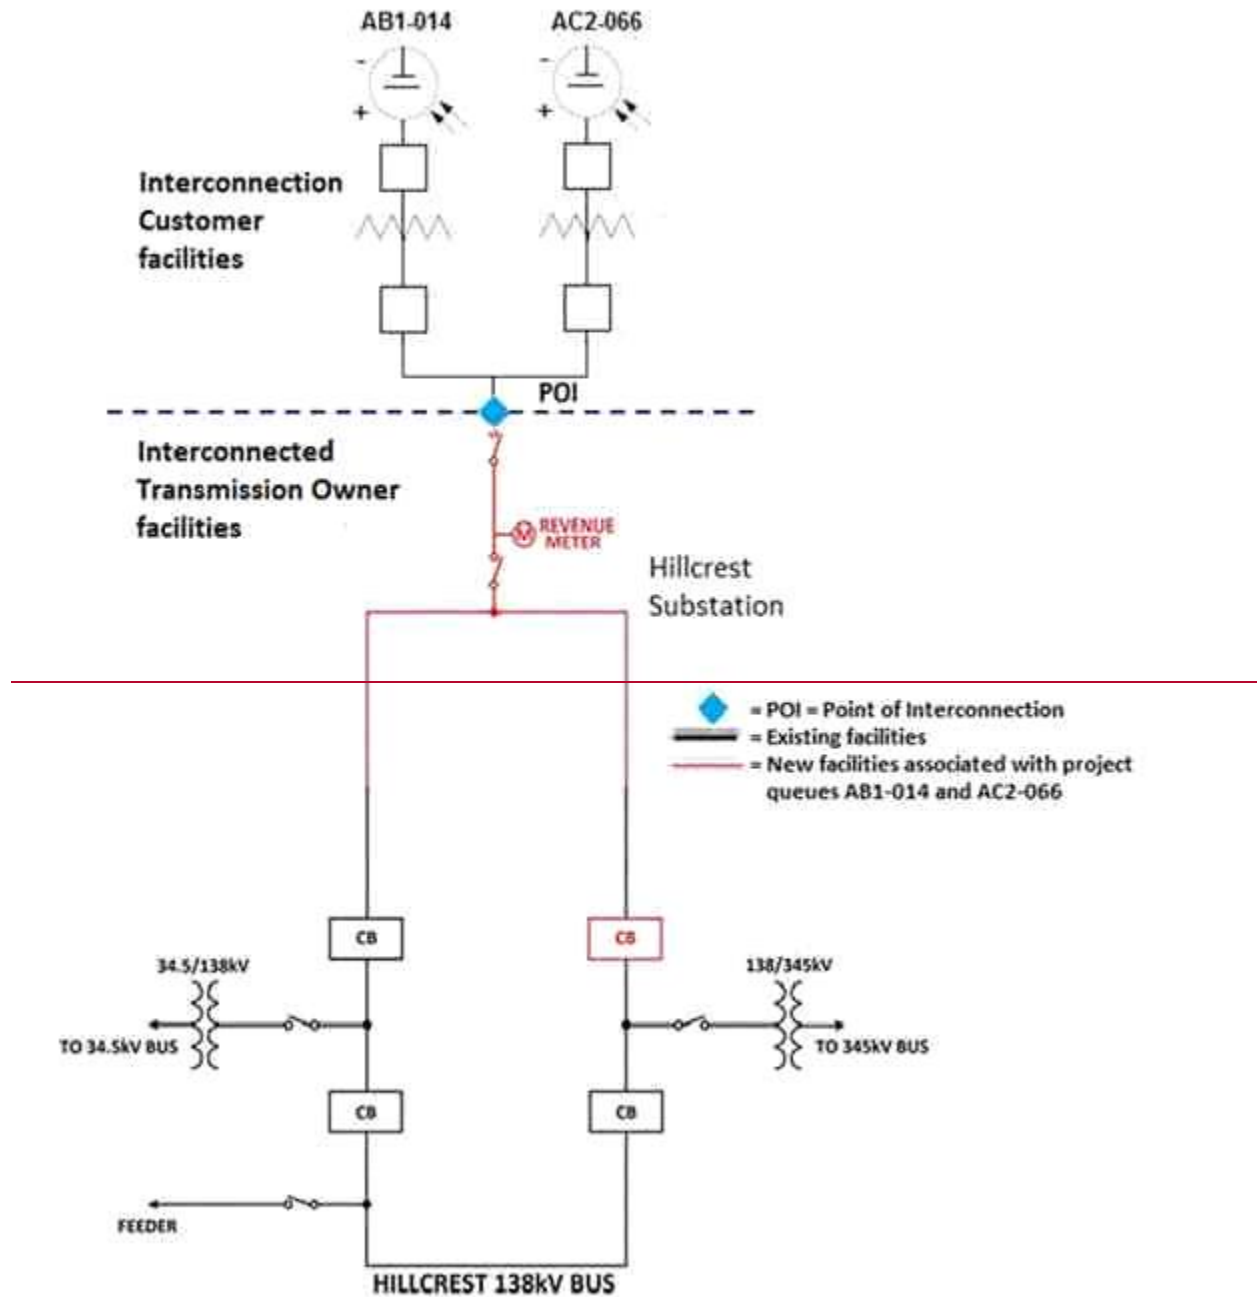 AB1-014
AC2-066
-
-
+
+
Interconnection
Customer
facilities
POI
Interconnected
Transmission Owner
facilities
M
REVENUE
METER
Hillcrest
Substation
= POI = Point of Interconnection
= Existing facilities
= New facilities associated with project
queues AB1-014 and AC2-066
CB
CB
34.5/138kV
138/345kV
TO 34.5kV BUS
TO 345kV BUS
CB
CB
FEEDER
HILLCREST 138kV BUS